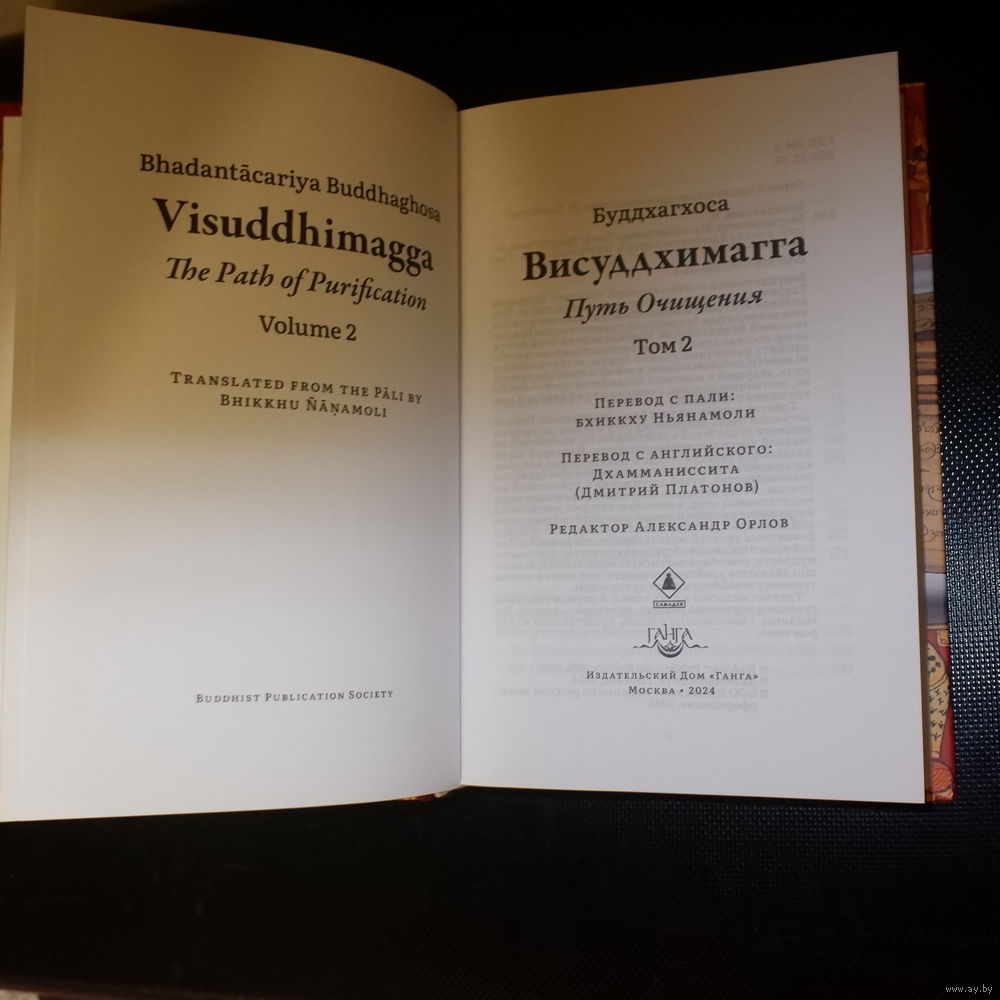 Bhadantācariya Buddhaghosa
Visuddhimagga
The Path of Purification
Volume 2
Translated from the Pāli by
Bhikkhu Ñāṇamoli
Buddhist Publication Society
Буддхагхоса
Висуддхимагга
Путь Очищения
Том 2
Перевод с пали:
бхиккху Ньянамоли
Перевод с английского:
Дхамманиссита
(Дмитрий Платонов)
Редактор Александр Орлов
САМАДХИ
ГАНГА
Издательский Дом «Ганга»
Москва • 2024
www.ay.by